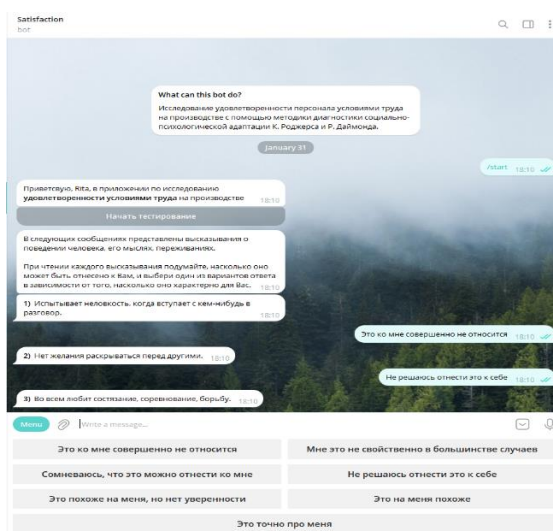 Satisfaction
bot
What can this bot do?
Исследование удовлетворенности персонала условиями труда
на производстве с помощью методики диагностики социально-
психологической адаптации К. Роджерса и Р. Даймонда.
January 31
/start 18:10
Приветсвую, Rita, в приложении по исследованию
удовлетворенности условиями труда на производстве 18:10
Начать тестирование
В следующих сообщениях представлены высказывания о
поведении человека, его мыслях, переживаниях.
При чтении каждого высказывания подумайте, насколько оно
может быть отнесено к Вам, и выбери один из вариантов ответа
в зависимости от того, насколько оно характерно для Вас. 18:10
1) Испытывает неловкость, когда вступает с кем-нибудь в
разговор. 18:10
Это ко мне совершенно не относится 18:10
2) Нет желания раскрываться перед другими. 18:10
Не решаюсь отнести это к себе 18:10
3) Во всем любит состязание, соревнование, борьбу. 18:10
Menu Write a message...
Это ко мне совершенно не относится Мне это не свойственно в большинстве случаев
Сомневаюсь, что это можно отнести ко мне Не решаюсь отнести это к себе
Это похоже на меня, но нет уверенности Это на меня похоже
Это точно про меня